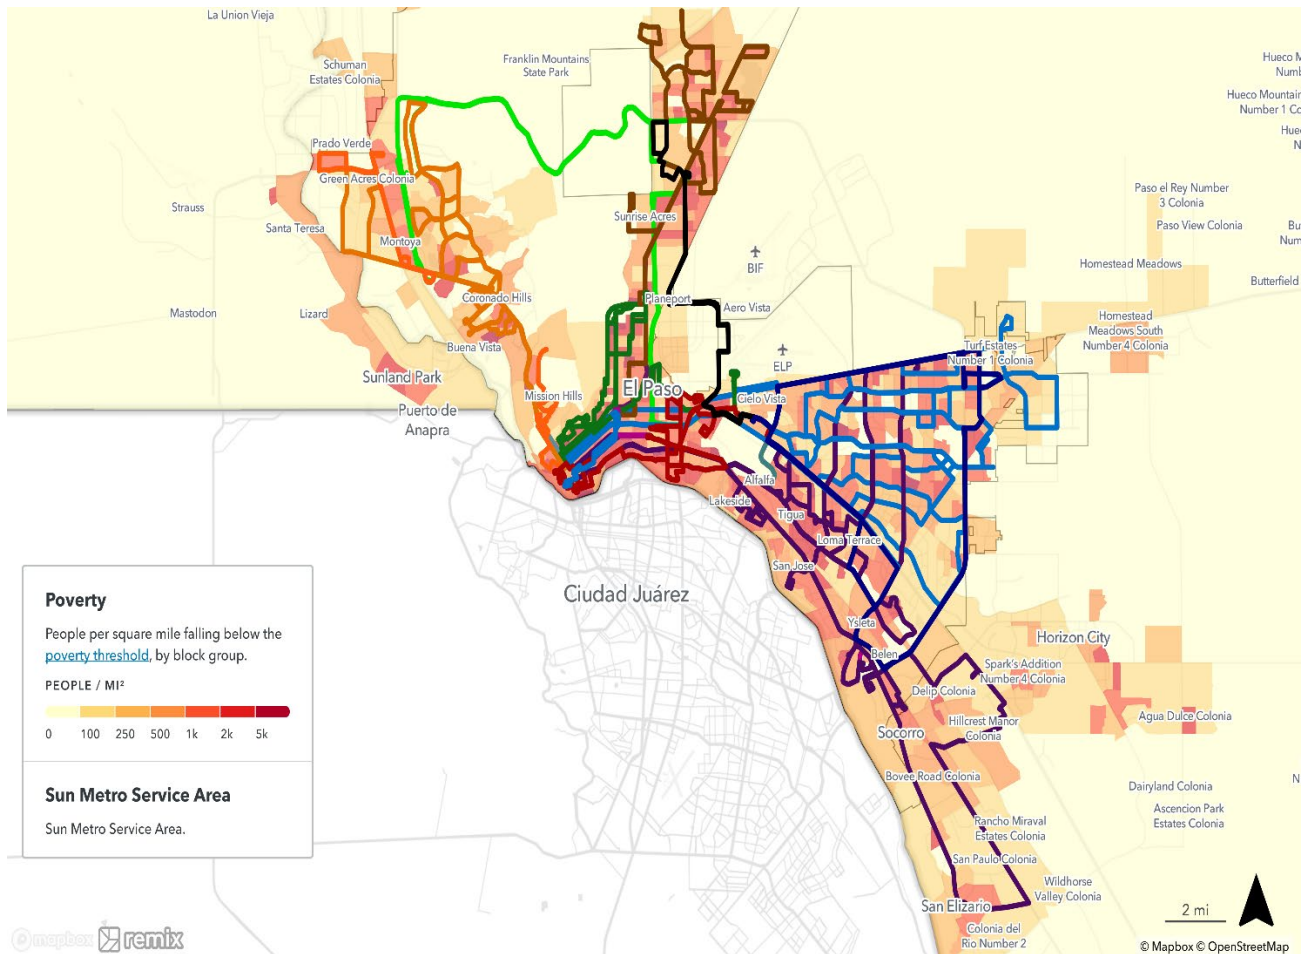 La Union Vieja
Schuman
Estates Colonia
Franklin Mountains
State Park
Hueco M
Numb
Hueco Mountain
Number 1 Co
Hue
N
Prado Verde
Green Acres Colonia
Strauss
Santa Teresa
Montoya
Sunrise Acres
Paso el Rey Number
3 Colonia
Paso View Colonia
Bu
Num
BIF
Homestead Meadows
Butterfield
Coronado Hills
Planeport
Aero Vista
Mastodon
Lizard
Homestead
Meadows South
Number 4 Colonia
Buena Vista
Turf Estates
Number 1 Colonia
ELP
Sunland Park
Mission Hills
El Paso
Cielo Vista
Puerto de
Anapra
Alfalfa
Lakeside
Tigua
Loma Terrace
San Jose
Ciudad Juárez
Ysleta
Belen
Horizon City
Spark's Addition
Number 4 Colonia
Delip Colonia
Hillcrest Manor
Colonia
Agua Dulce Colonia
Socorro
Bovee Road Colonia
Dairyland Colonia
N
Ascencion Park
Estates Colonia
Rancho Miraval
Estates Colonia
San Paulo Colonia
Wildhorse
Valley Colonia
San Elizario
Colonia del
Rio Number 2
Poverty
People per square mile falling below the
poverty threshold, by block group.
PEOPLE / MI²
0 100 250 500 1k 2k 5k
Sun Metro Service Area
Sun Metro Service Area.
2 mi
mapbox remix
© Mapbox © OpenStreetMap